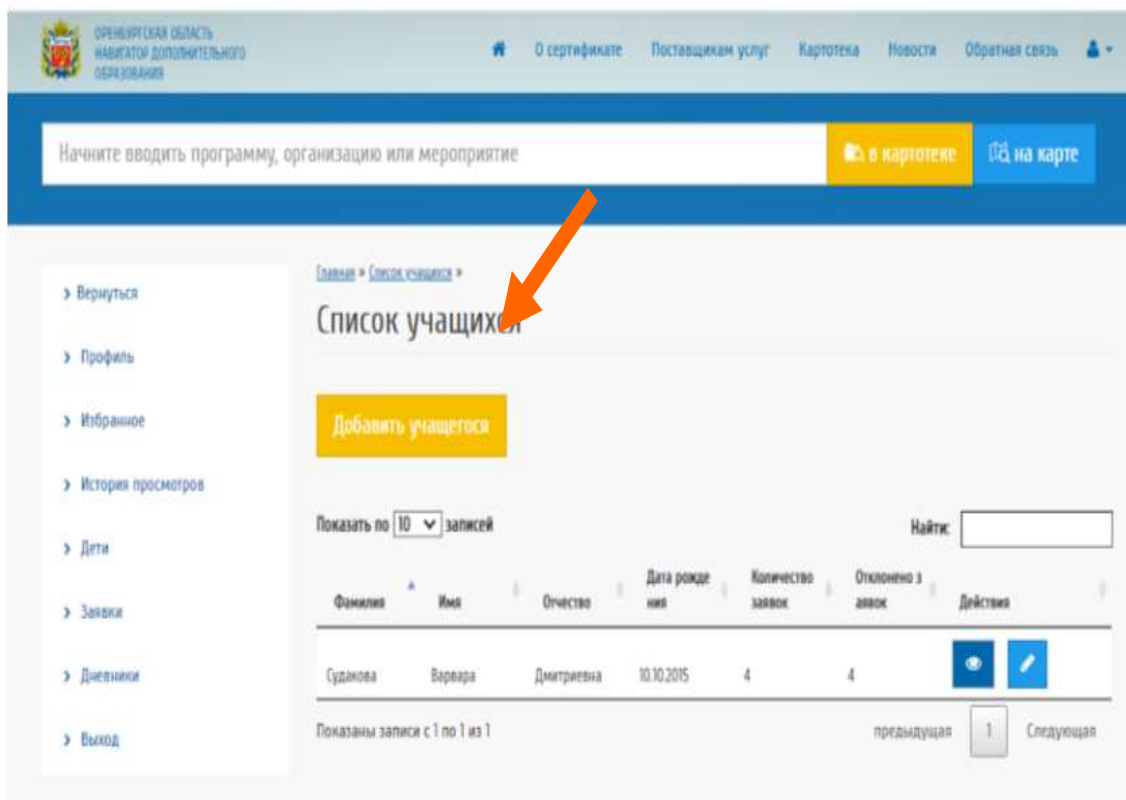 ОРЕНБУРГСКАЯ ОБЛАСТЬ
НАВИГАТОР ДОПОЛНИТЕЛЬНОГО
ОБРАЗОВАНИЯ
О сертификате Поставщикам услуг Картотека Новости Обратная связь
Начните вводить программу, организацию или мероприятие
в картотеке
на карте
Главная » Список учащихся »
Список учащихся
> Вернуться
> Профиль
> Избранное
> История просмотров
> Дети
> Заявки
> Дневники
> Выход
Добавить учащегося
Показать по 10 записей
Найти:
Фамилия Имя Отчество Дата рожде
ния Количество
заявок Отклонено з
аявок Действия
Судакова Варвара Дмитриевна 10.10.2015 4 4
Показаны записи с 1 по 1 из 1
предыдущая 1 Следующая